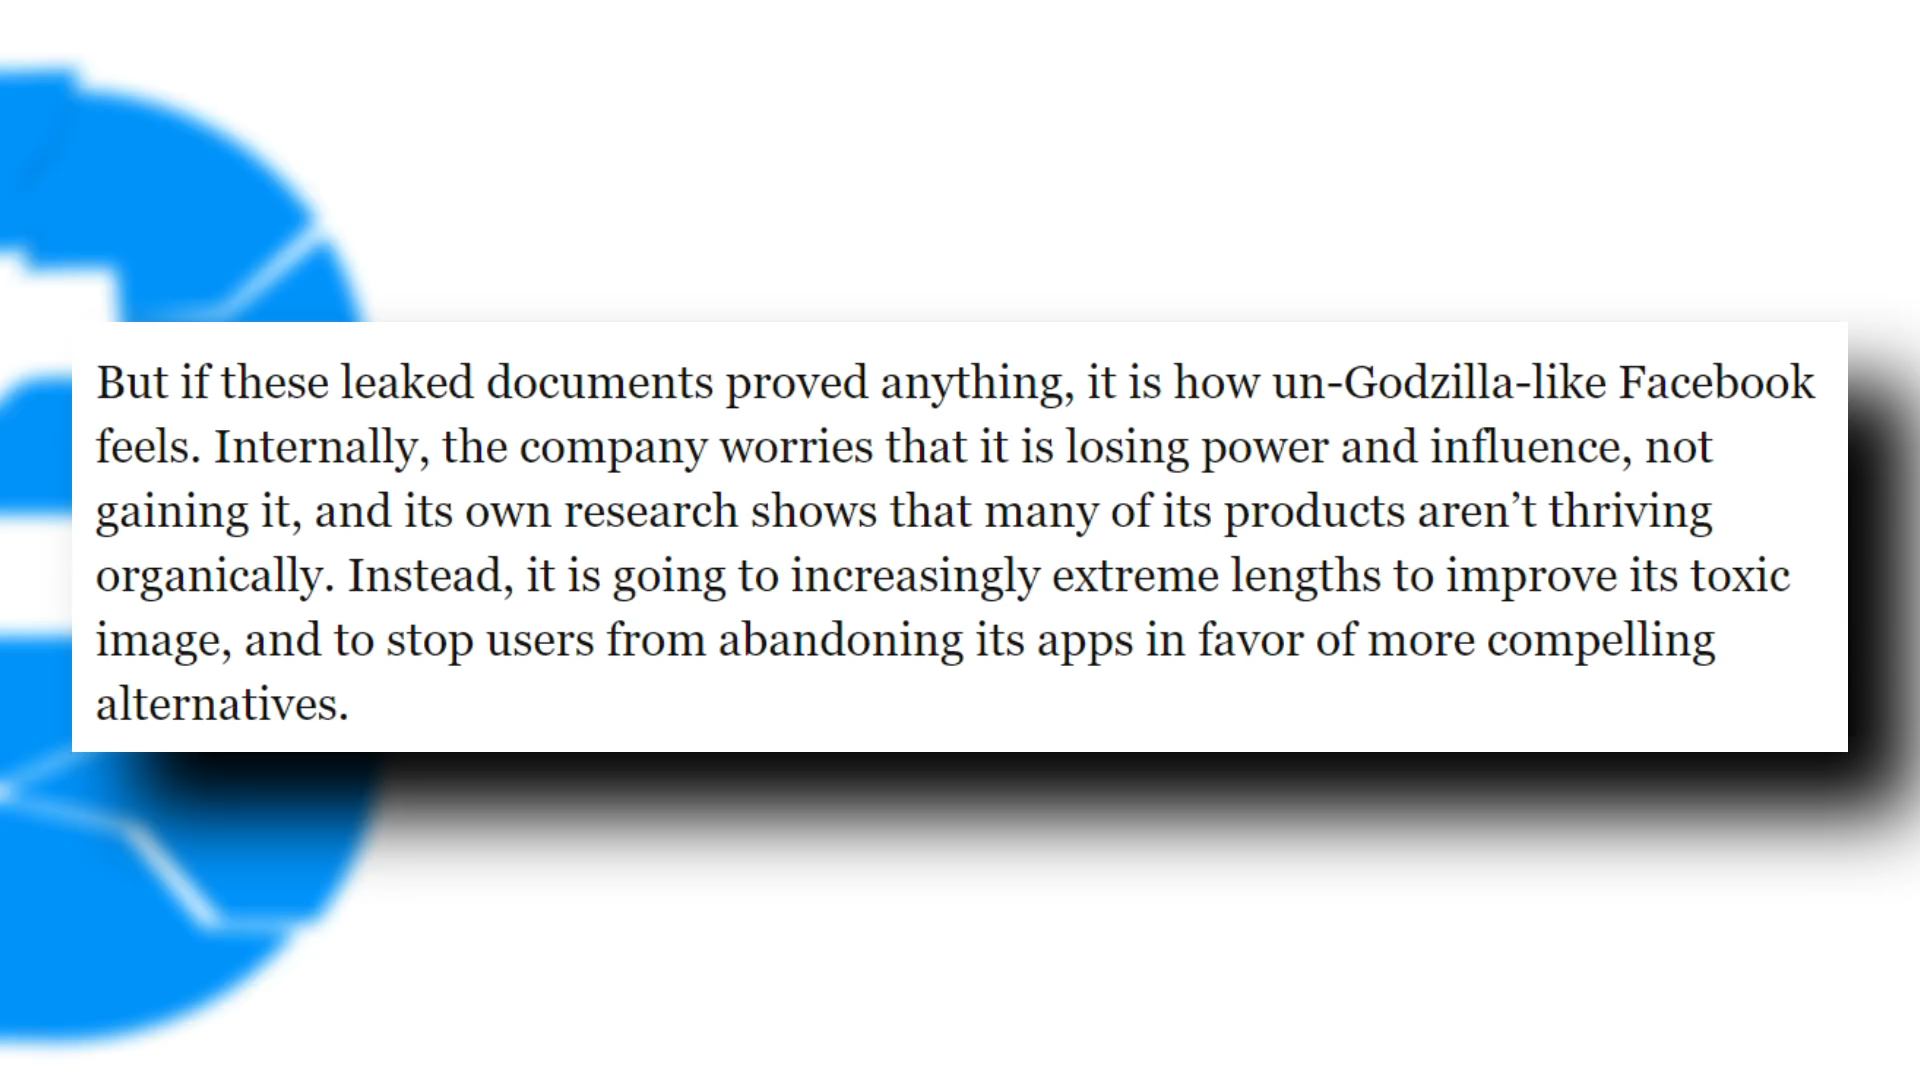 But if these leaked documents proved anything, it is how un-Godzilla-like Facebook
feels. Internally, the company worries that it is losing power and influence, not
gaining it, and its own research shows that many of its products aren’t thriving
organically. Instead, it is going to increasingly extreme lengths to improve its toxic
image, and to stop users from abandoning its apps in favor of more compelling
alternatives.